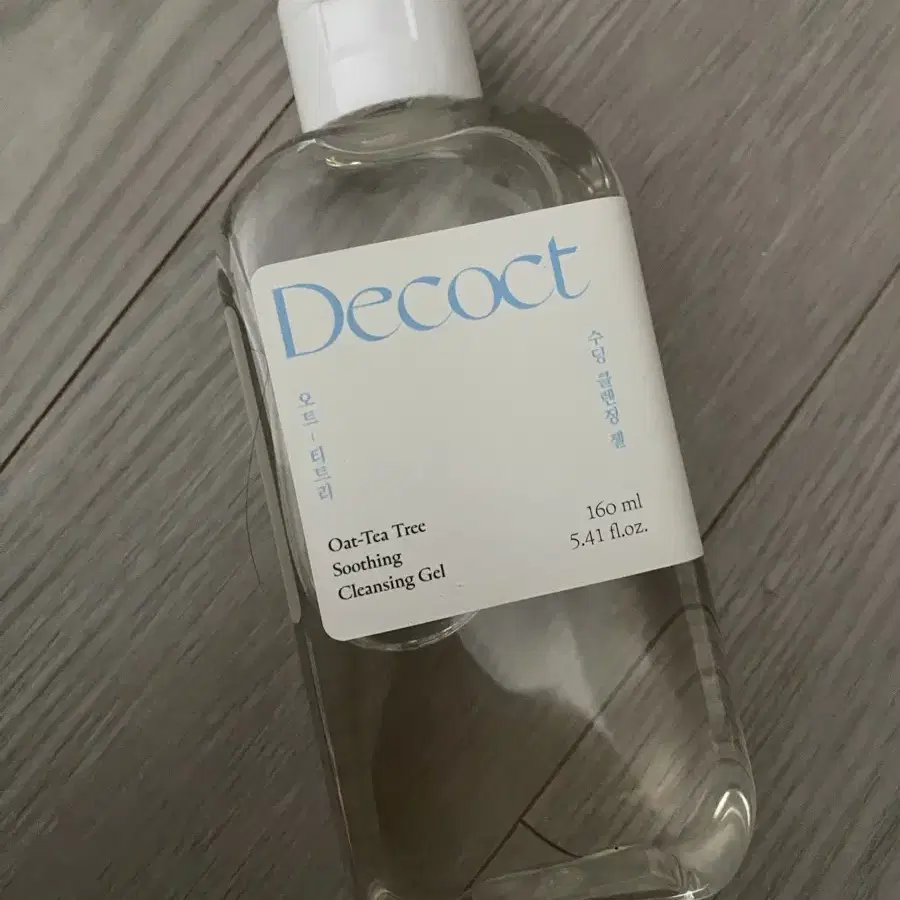 Decoct
오트-티트리
수딩 클렌징 젤
Oat-Tea Tree
Soothing
Cleansing Gel
160 ml
5.41 fl.oz.